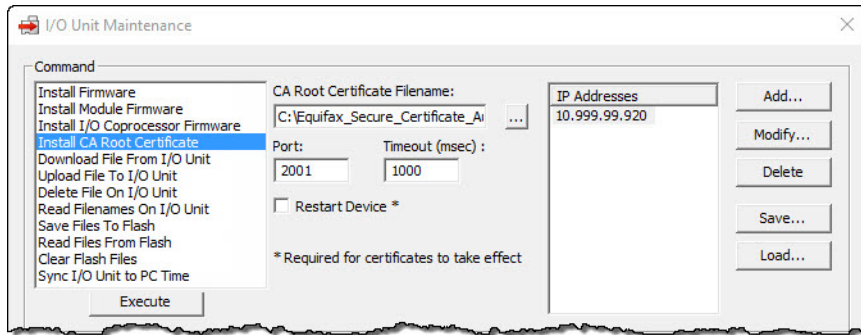 I/O Unit Maintenance
Command
Install Firmware
Install Module Firmware
Install I/O Coprocessor Firmware
Install CA Root Certificate
Download File From I/O Unit
Upload File To I/O Unit
Delete File On I/O Unit
Read Filenames On I/O Unit
Save Files To Flash
Read Files From Flash
Clear Flash Files
Sync I/O Unit to PC Time
Execute
CA Root Certificate Filename:
C:\Equifax_Secure_Certificate_Au
...
Port: Timeout (msec) :
2001 1000
Restart Device *
* Required for certificates to take effect
IP Addresses
10.999.99.920
Add...
Modify...
Delete
Save...
Load...